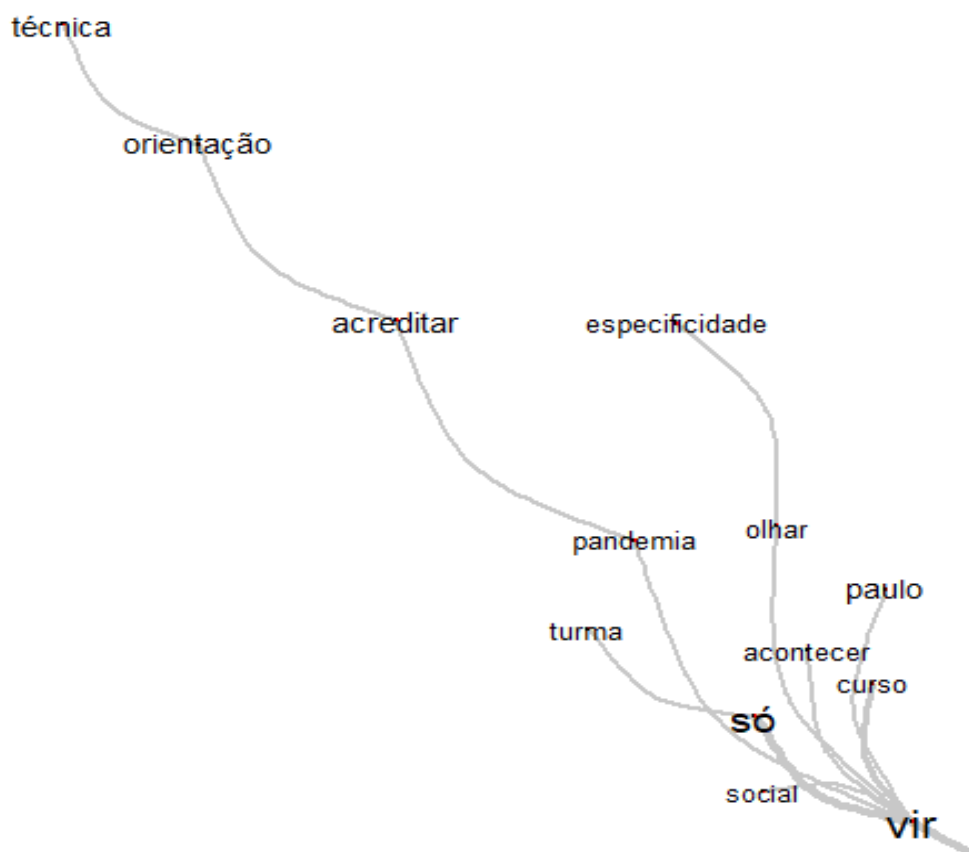 técnica
orientação
acreditar
especificidade
olhar
pandemia
paulo
turma
acontecer
curso
só
social
vir